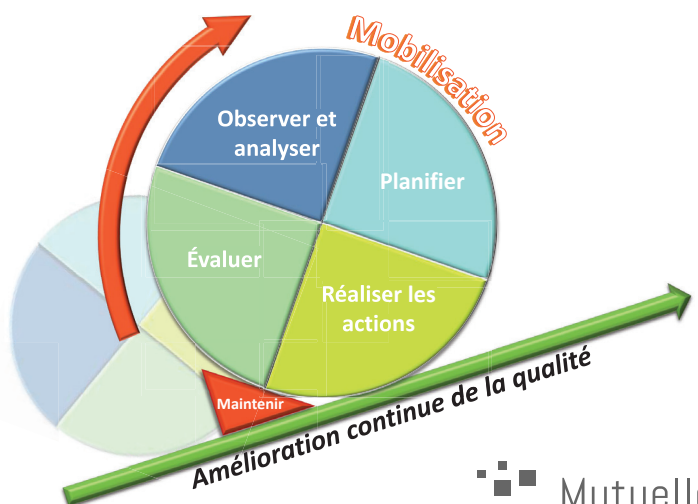 Mobilisation
Observer et
analyser
Planifier
Évaluer
Réaliser les
actions
Maintenir
Amélioration continue de la qualité